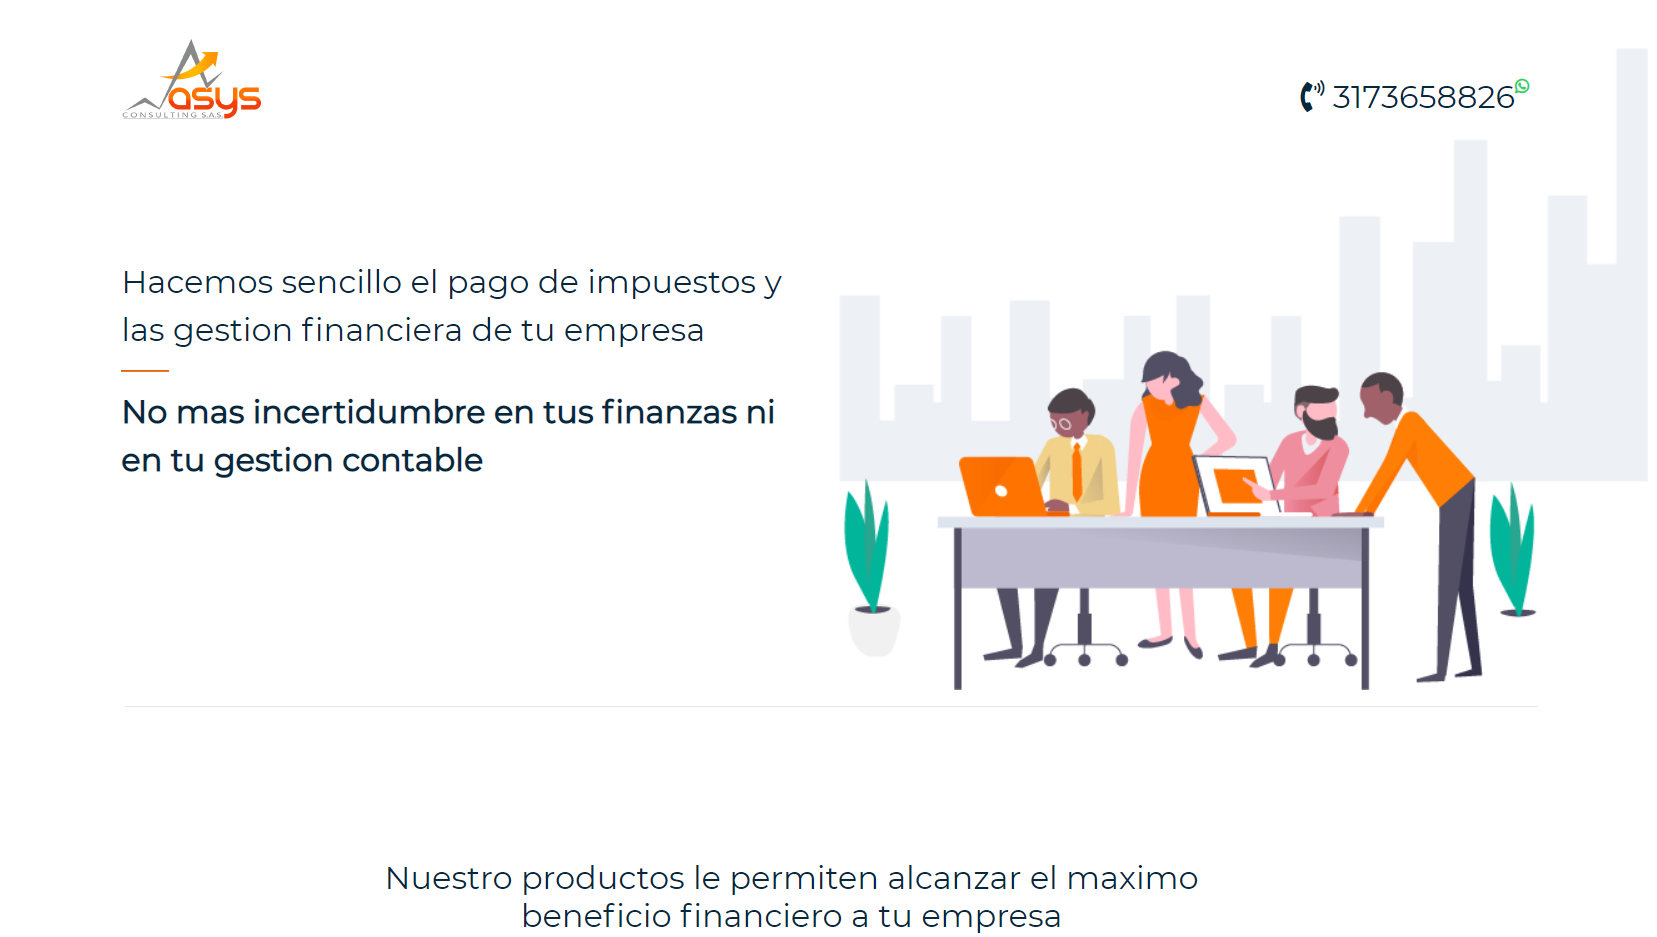 asys
CONSULTING S.A.S.
3173658826
Hacemos sencillo el pago de impuestos y
las gestion financiera de tu empresa
No mas incertidumbre en tus finanzas ni
en tu gestion contable
Nuestro productos le permiten alcanzar el maximo
beneficio financiero a tu empresa